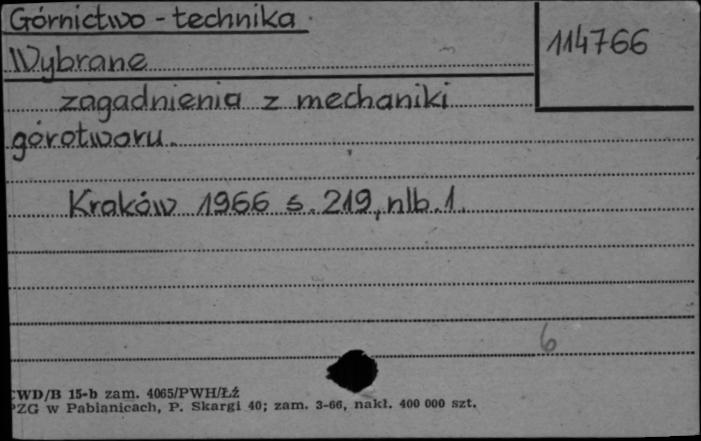 Górnictwo - technika
114766
Wybrane
zagadnienia z mechaniki
górotworu.
Kraków 1966 s. 219, nlb. 1.
6
WD/B 15-b zam. 4065/PWH/ŁŹ
PZG w Pabianicach, P. Skargi 40; zam. 3-66, nakł. 400 000 szt.